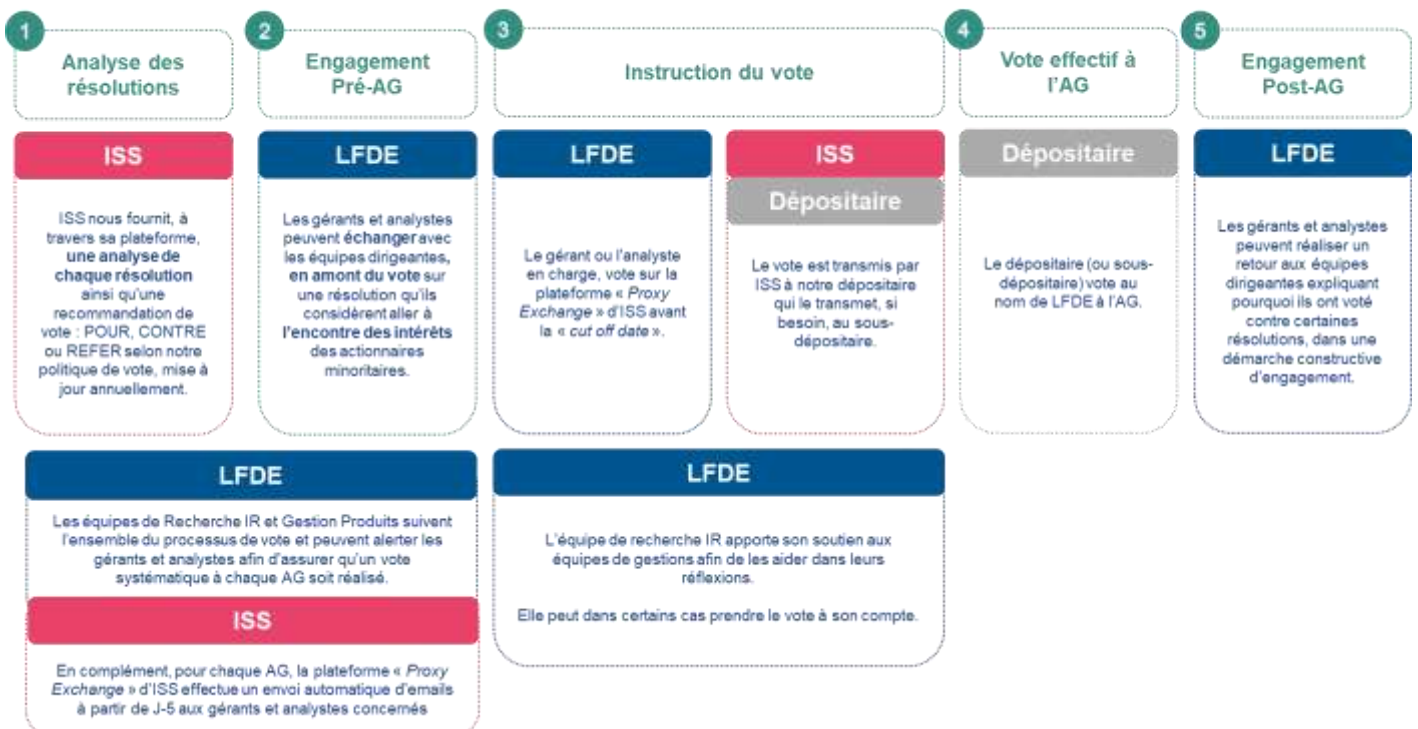 1
Analyse des
résolutions
2
Engagement
Pré-AG
3
Instruction du vote
4
Vote effectif à
l'AG
5
Engagement
Post-AG
ISS
ISS nous fournit, à
travers sa plateforme,
une analyse de
chaque résolution
ainsi qu'une
recommandation de
vote : POUR, CONTRE
ou REFER selon notre
politique de vote, mise à
jour annuellement.
LFDE
Les gérants et analystes
peuvent échanger avec
les équipes dirigeantes,
en amont du vote sur
une résolution qu'ils
considèrent aller à
l'encontre des intérêts
des actionnaires
minoritaires.
LFDE
Le gérant ou l'analyste
en charge, vote sur la
plateforme « Proxy
Exchange » d'ISS avant
la « cut off date ».
ISS
Dépositaire
Le vote est transmis par
ISS à notre dépositaire
qui le transmet, si
besoin, au sous-
dépositaire.
Dépositaire
Le dépositaire (ou sous-
dépositaire) vote au
nom de LFDE à l'AG.
LFDE
Les gérants et analystes
peuvent réaliser un
retour aux équipes
dirigeantes expliquant
pourquoi ils ont voté
contre certaines
résolutions, dans une
démarche constructive
d'engagement.
LFDE
Les équipes de Recherche IR et Gestion Produits suivent
l'ensemble du processus de vote et peuvent alerter les
gérants et analystes afin d'assurer qu'un vote
systématique à chaque AG soit réalisé.
ISS
En complément, pour chaque AG, la plateforme « Proxy
Exchange » d'ISS effectue un envoi automatique d'emails
à partir de J-5 aux gérants et analystes concernés
LFDE
L'équipe de recherche IR apporte son soutien aux
équipes de gestions afin de les aider dans leurs
réflexions.
Elle peut dans certains cas prendre le vote à son compte.